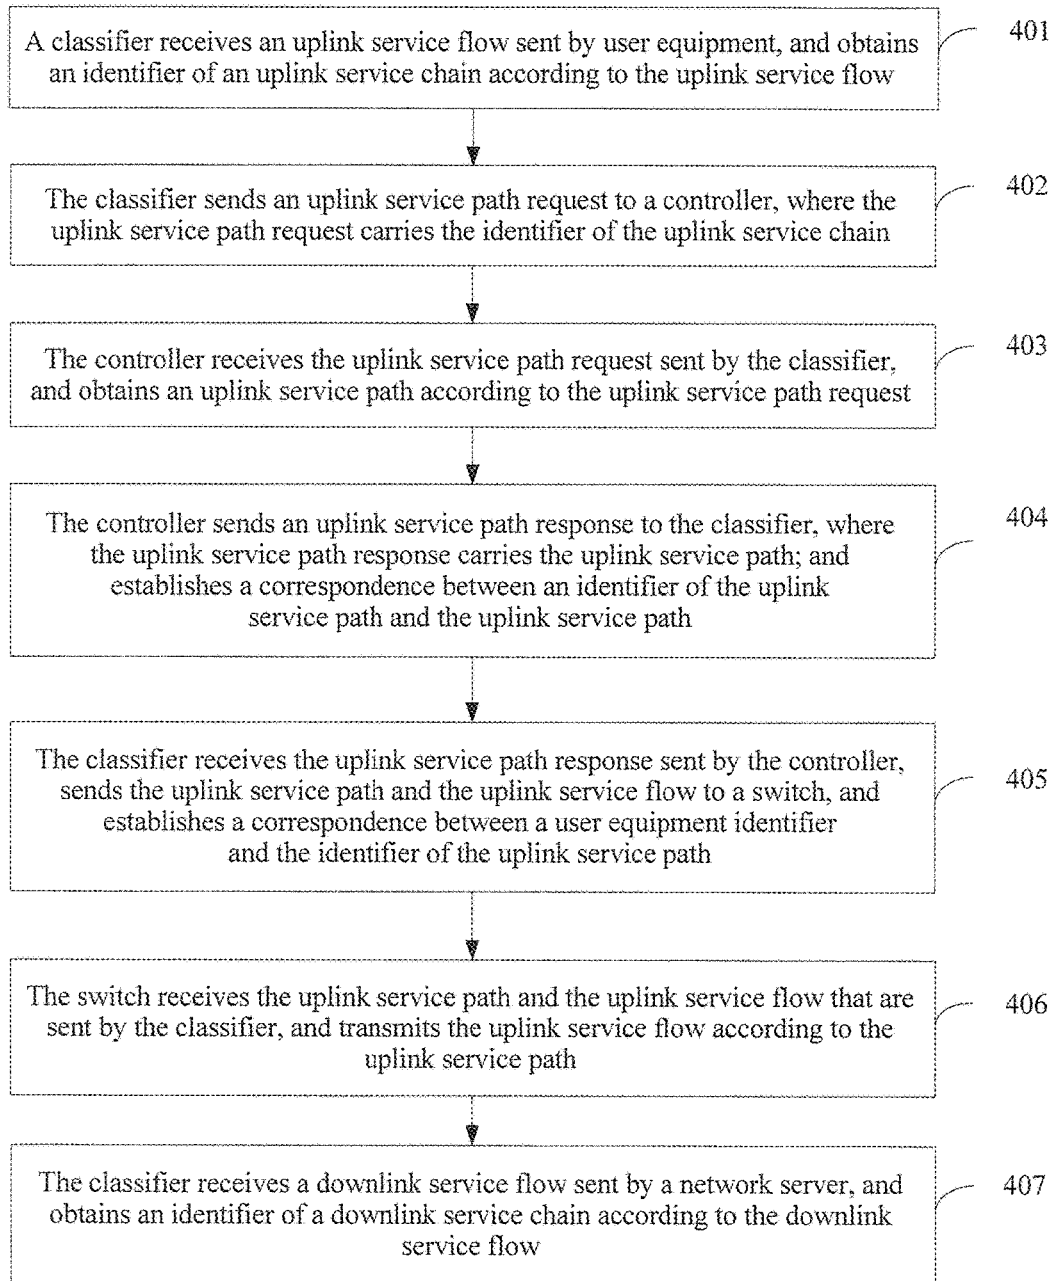 A classifier receives an uplink service flow sent by user equipment, and obtains
an identifier of an uplink service chain according to the uplink service flow
401
The classifier sends an uplink service path request to a controller, where the
uplink service path request carries the identifier of the uplink service chain
402
The controller receives the uplink service path request sent by the classifier,
and obtains an uplink service path according to the uplink service path request
403
The controller sends an uplink service path response to the classifier, where
the uplink service path response carries the uplink service path; and
establishes a correspondence between an identifier of the uplink
service path and the uplink service path
404
The classifier receives the uplink service path response sent by the controller,
sends the uplink service path and the uplink service flow to a switch, and
establishes a correspondence between a user equipment identifier
and the identifier of the uplink service path
405
The switch receives the uplink service path and the uplink service flow that are
sent by the classifier, and transmits the uplink service flow according to the
uplink service path
406
The classifier receives a downlink service flow sent by a network server, and
obtains an identifier of a downlink service chain according to the downlink
service flow
407